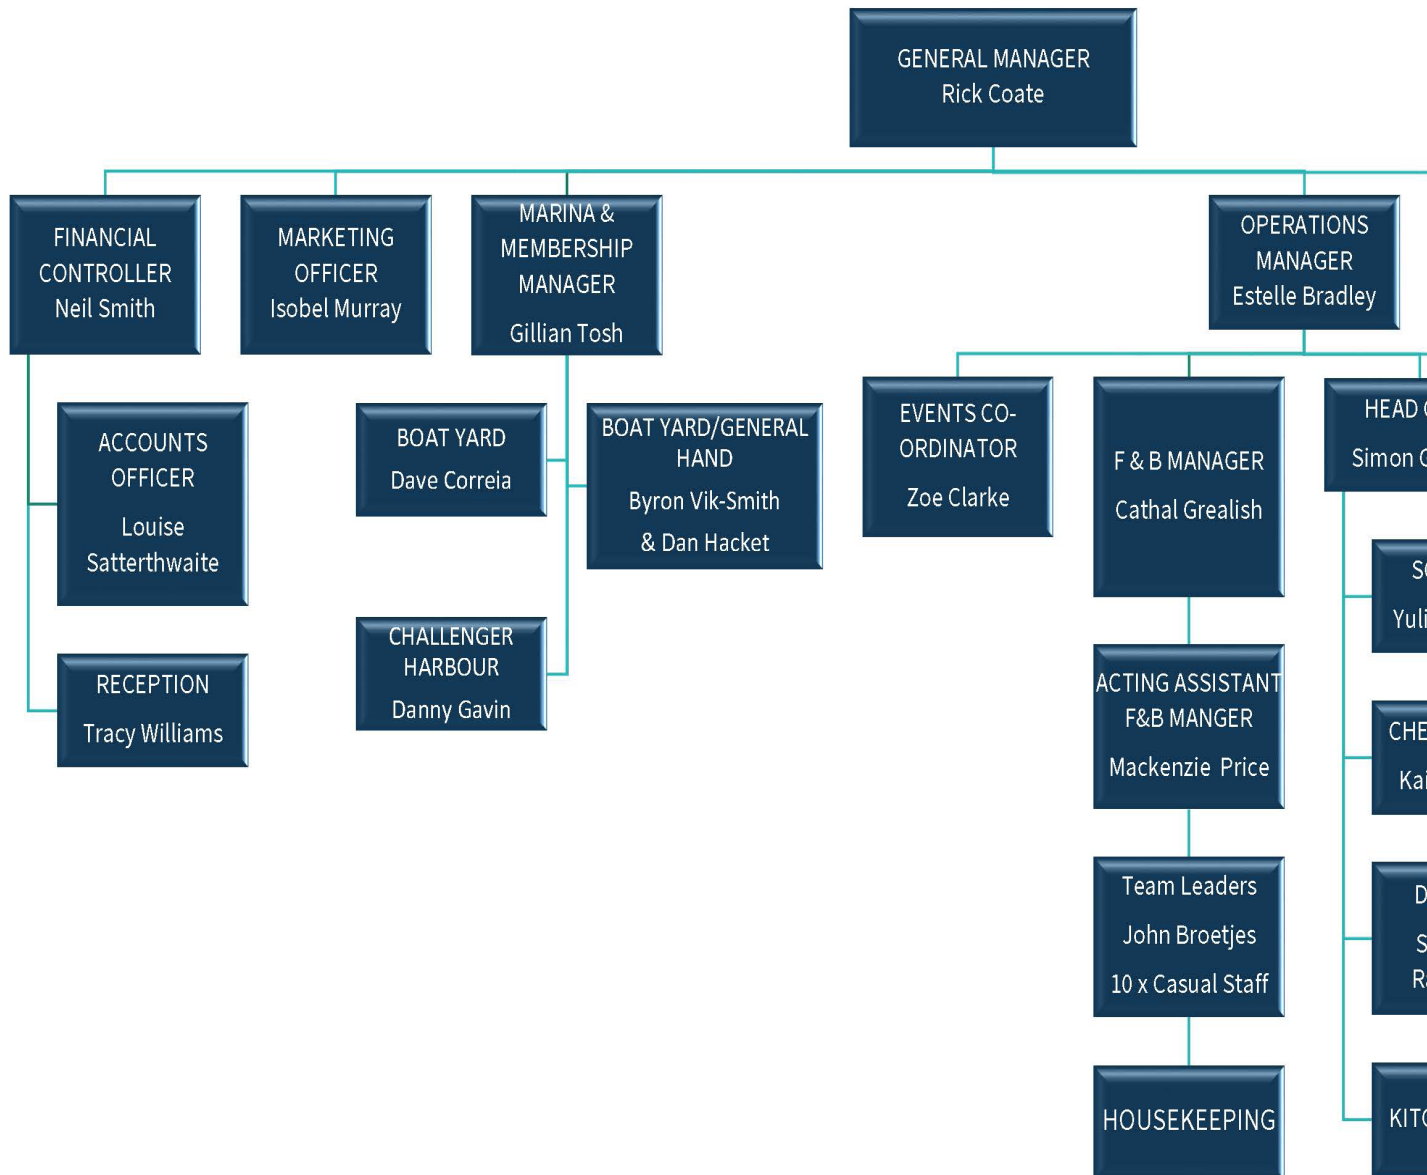 GENERAL MANAGER
Rick Coate
FINANCIAL
CONTROLLER
Neil Smith
MARKETING
OFFICER
Isobel Murray
MARINA &
MEMBERSHIP
MANAGER
Gillian Tosh
OPERATIONS
MANAGER
Estelle Bradley
ACCOUNTS
OFFICER
Louise
Satterthwaite
RECEPTION
Tracy Williams
BOAT YARD
Dave Correia
BOAT YARD/GENERAL
HAND
Byron Vik-Smith
& Dan Hacket
CHALLENGER
HARBOUR
Danny Gavin
EVENTS CO-
ORDINATOR
Zoe Clarke
F & B MANAGER
Cathal Grealish
ACTING ASSISTANT
F&B MANGER
Mackenzie Price
Team Leaders
John Broetjes
10 x Casual Staff
HOUSEKEEPING
HEAD
Simon